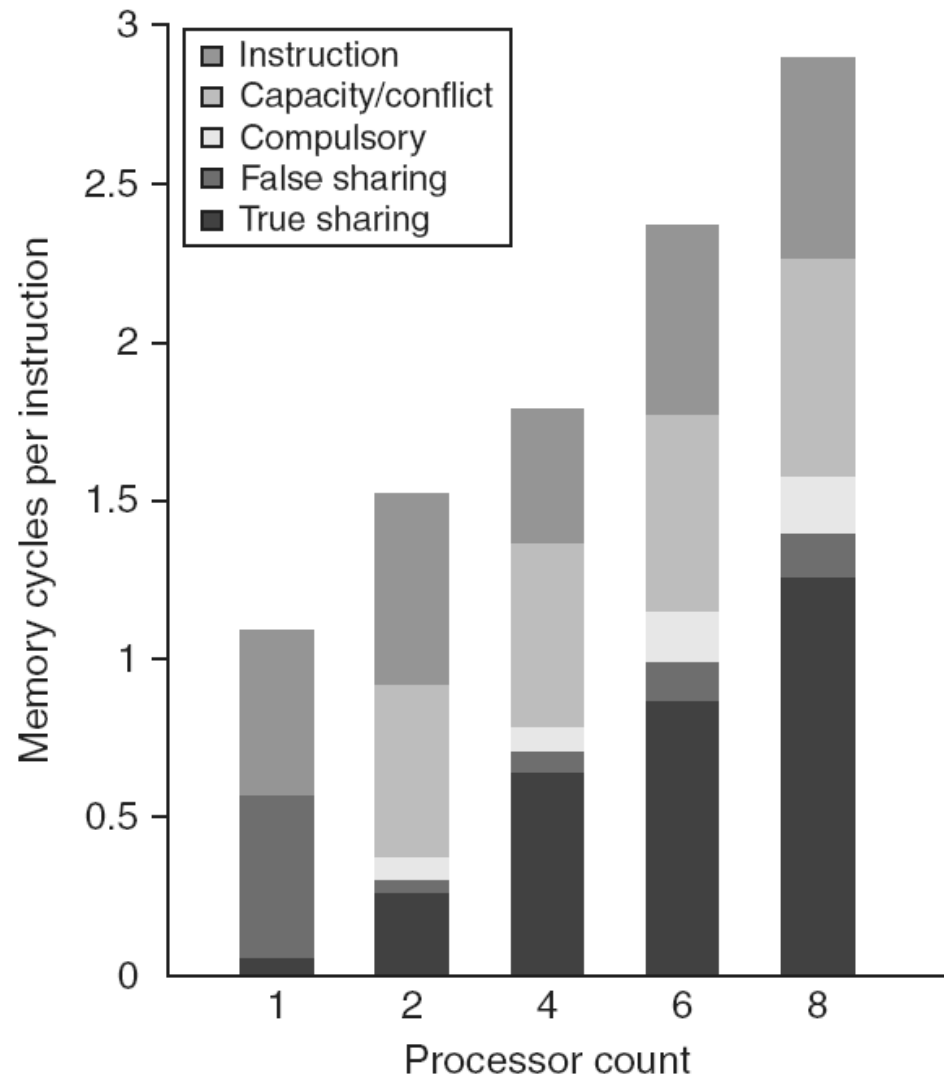 3
Instruction
Capacity/conflict
Compulsory
False sharing
True sharing
2.5
2
1.5
1
0.5
0
Memory cycles per instruction
1 2 4 6 8
Processor count